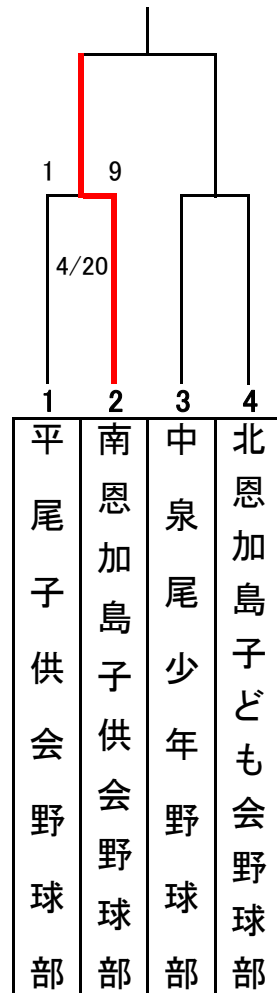 1 9
4/20
1 2 3 4
平尾子供会野球部
南恩加島子供会野球部
中泉尾少年野球部
北恩加島子ども会野球部